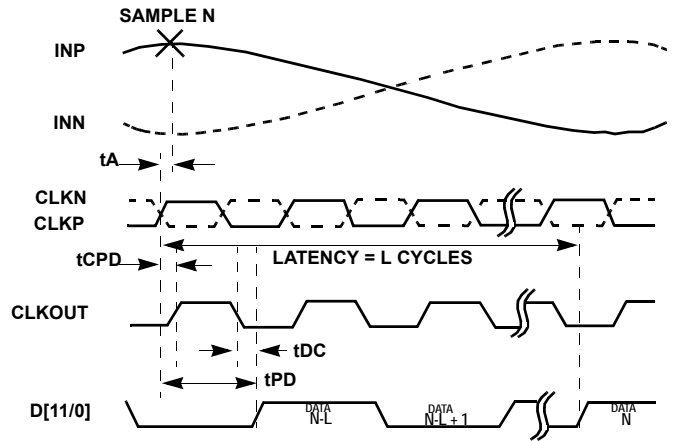 SAMPLE N
INP
INN
tA
CLKN
CLKP
LATENCY = L CYCLES
tCPD
CLKOUT
tDC
tPD
D[11/0]
DATA
N-L
DATA
N-L + 1
DATA
N